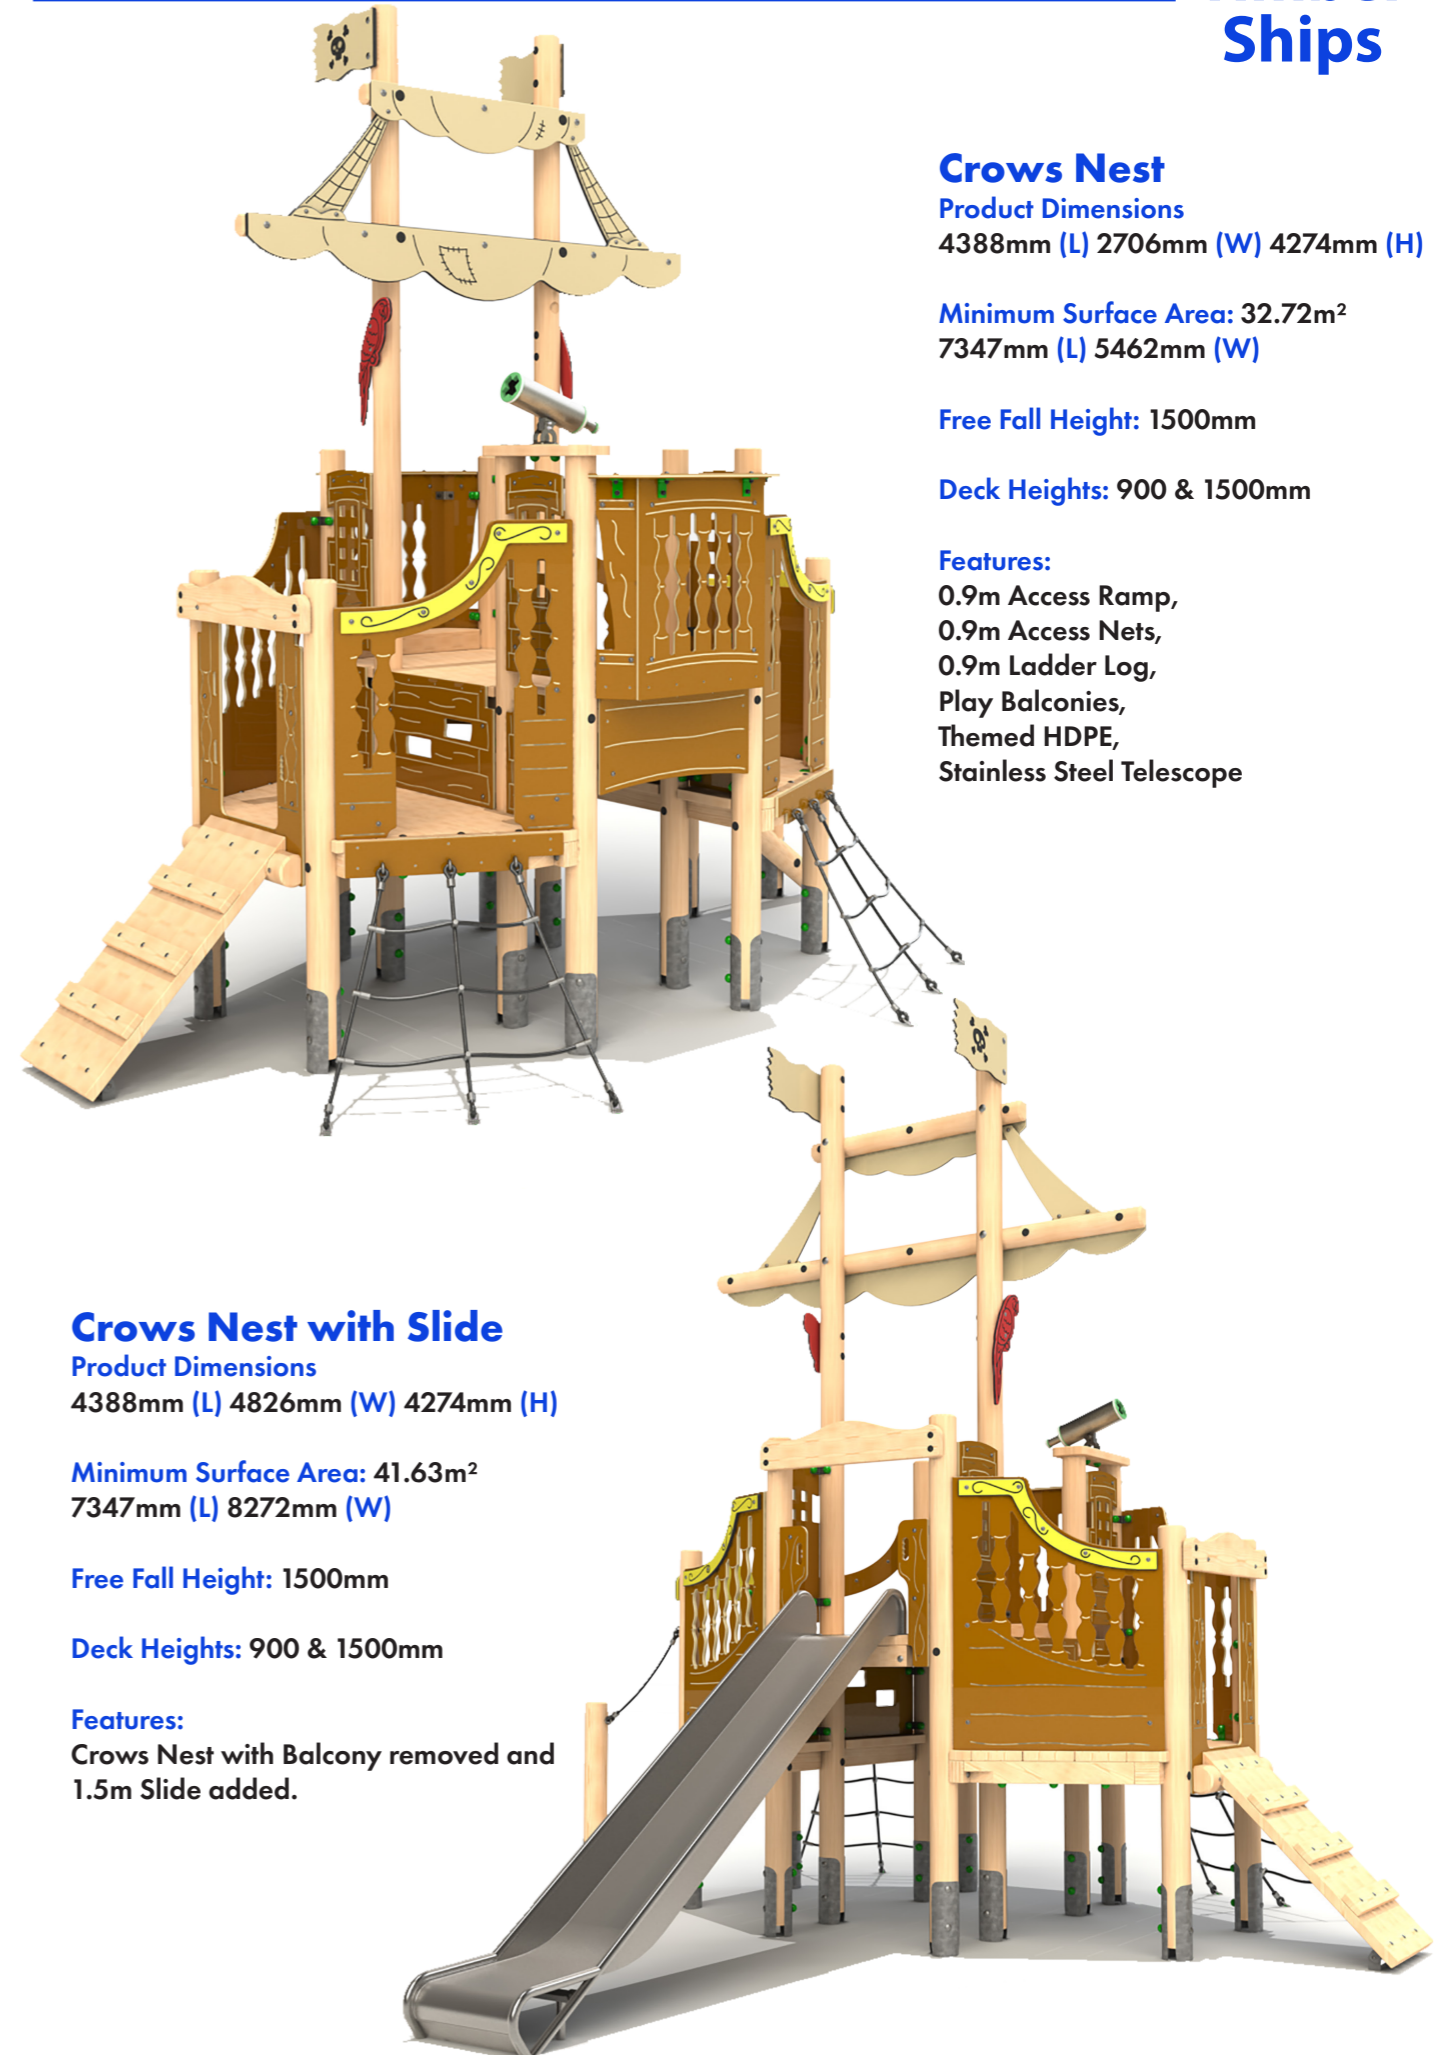 Ships
Crows Nest
Product Dimensions
4388mm (L) 2706mm (W) 4274mm (H)
Minimum Surface Area: 32.72m²
7347mm (L) 5462mm (W)
Free Fall Height: 1500mm
Deck Heights: 900 & 1500mm
Features:
0.9m Access Ramp,
0.9m Access Nets,
0.9m Ladder Log,
Play Balconies,
Themed HDPE,
Stainless Steel Telescope
Crows Nest with Slide
Product Dimensions
4388mm (L) 4826mm (W) 4274mm (H)
Minimum Surface Area: 41.63m²
7347mm (L) 8272mm (W)
Free Fall Height: 1500mm
Deck Heights: 900 & 1500mm
Features:
Crows Nest with Balcony removed and
1.5m Slide added.